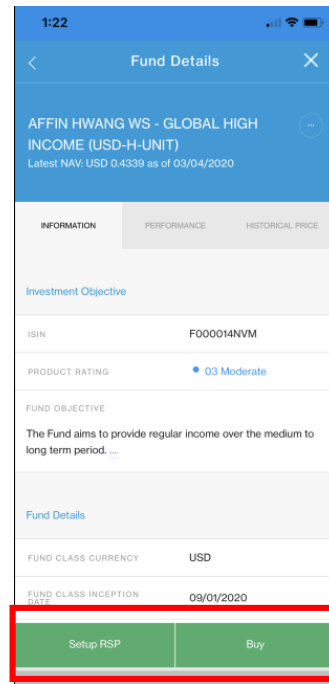 1:22
Fund Details
AFFIN HWANG WS - GLOBAL HIGH
INCOME (USD-H-UNIT)
Latest NAV: USD 0.4339 as of 03/04/2020
INFORMATION PERFORMANCE HISTORICAL PRICE
Investment Objective
ISIN F000014NVM
PRODUCT RATING 03 Moderate
FUND OBJECTIVE
The Fund aims to provide regular income over the medium to
long term period. ...
Fund Details
FUND CLASS CURRENCY USD
FUND CLASS INCEPTION
DATE 09/01/2020
Setup RSP Buy